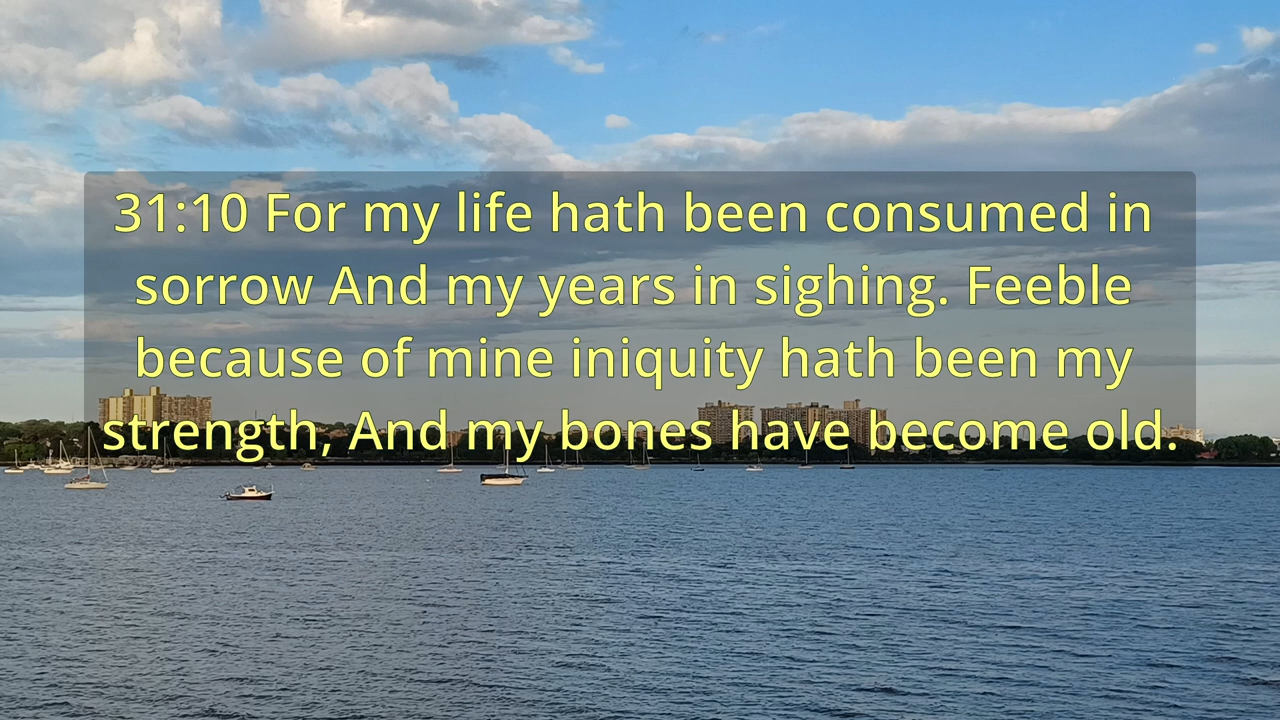 31:10 For my life hath been consumed in
sorrow And my years in sighing. Feeble
because of mine iniquity hath been my
strength, And my bones have become old.